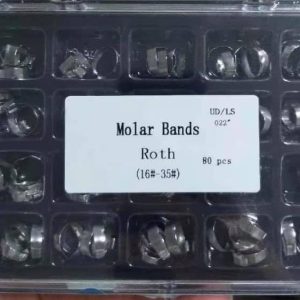 UD/LS
.022"
Molar Bands
Roth
80 pcs
(16#-35#)